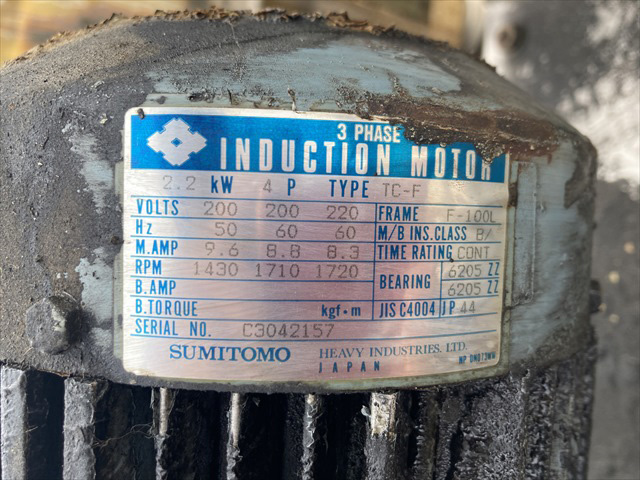 3 PHASE
INDUCTION MOTOR
2.2 kW 4 P TYPE TC-F
VOLTS 200 200 220 FRAME F-100L
Hz 50 60 60 M/B INS.CLASS B/
M.AMP 9.6 8.8 8.3 TIME RATING CONT
RPM 1430 1710 1720 BEARING 6205 ZZ
B.AMP 6205 ZZ
B.TORQUE kgf·m JIS C4004 JP 44
SERIAL NO. C3042157
SUMITOMO HEAVY INDUSTRIES, LTD.
JAPAN NP